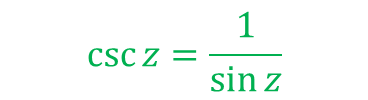 csc z = 1 / sin z